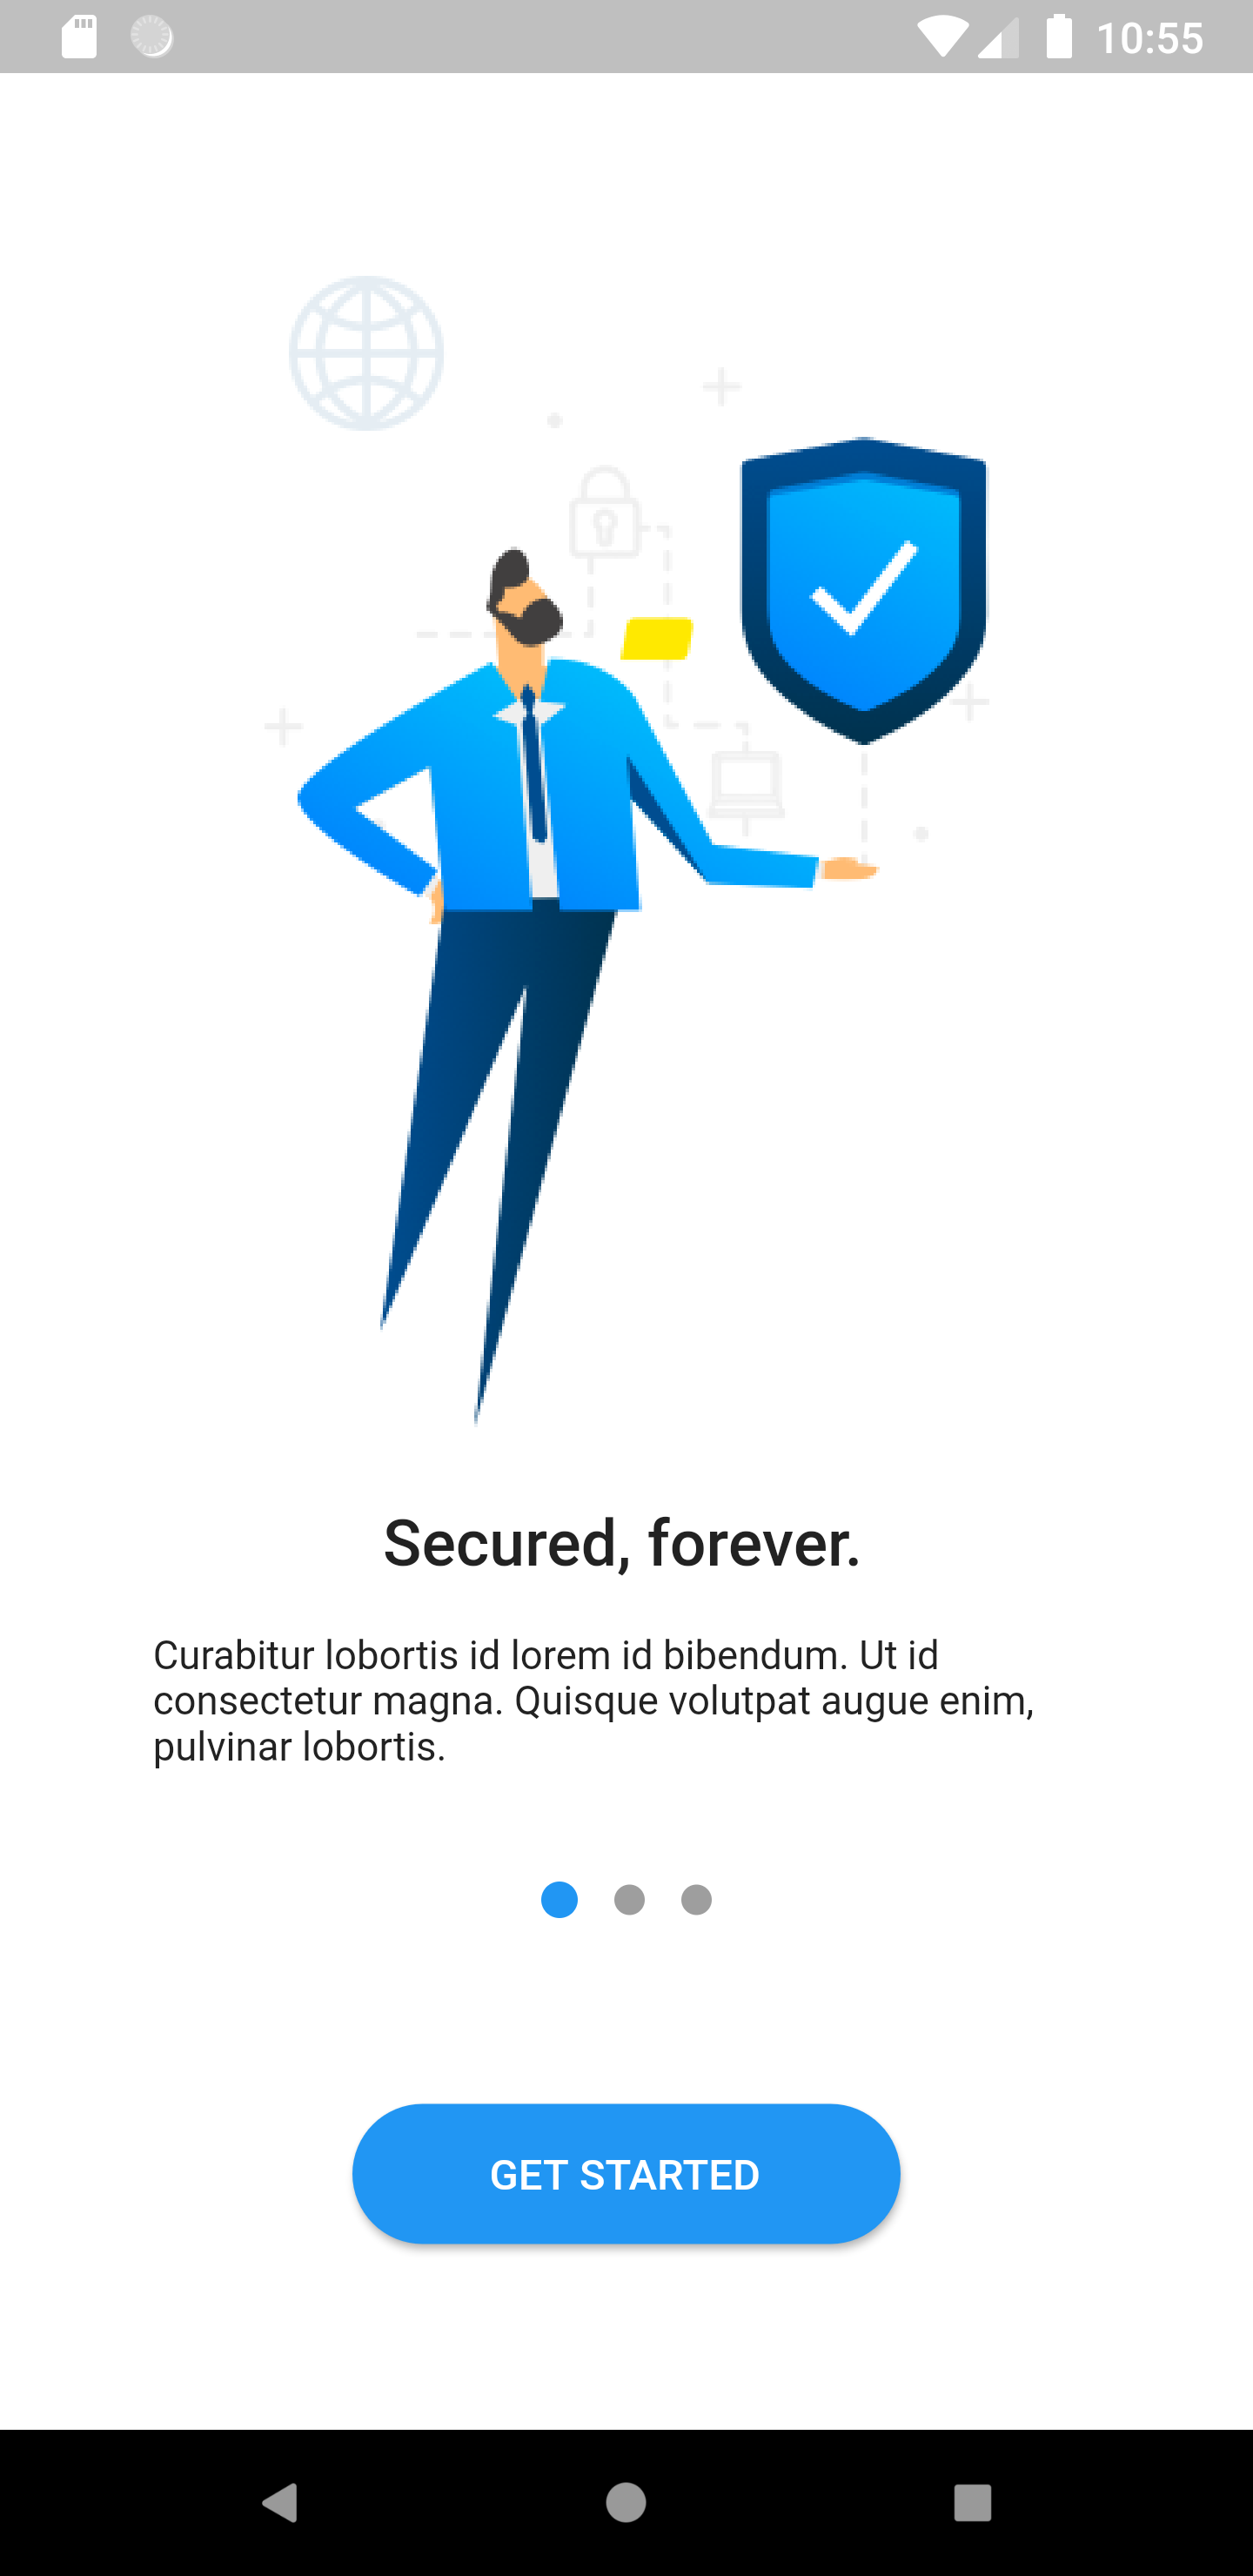 10:55
Secured, forever.
Curabitur lobortis id lorem id bibendum. Ut id
consectetur magna. Quisque volutpat augue enim,
pulvinar lobortis.
GET STARTED